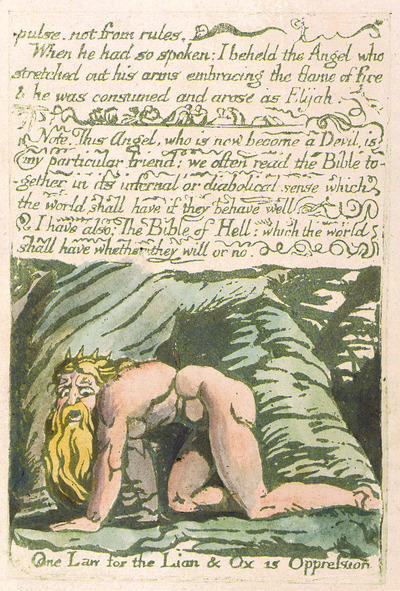 pulse. not from rules.
When he had so spoken: I beheld the Angel who
stretched out his arms embracing the flame of fire
& he was consumed and arose as Elijah.
Note. This Angel, who is now become a Devil, is
my particular friend: we often read the Bible to-
gether in its infernal or diabolical sense which
the world shall have if they behave well.
I have also: The Bible of Hell: which the world
shall have whether they will or no.
One Law for the Lion & Ox is Oppression